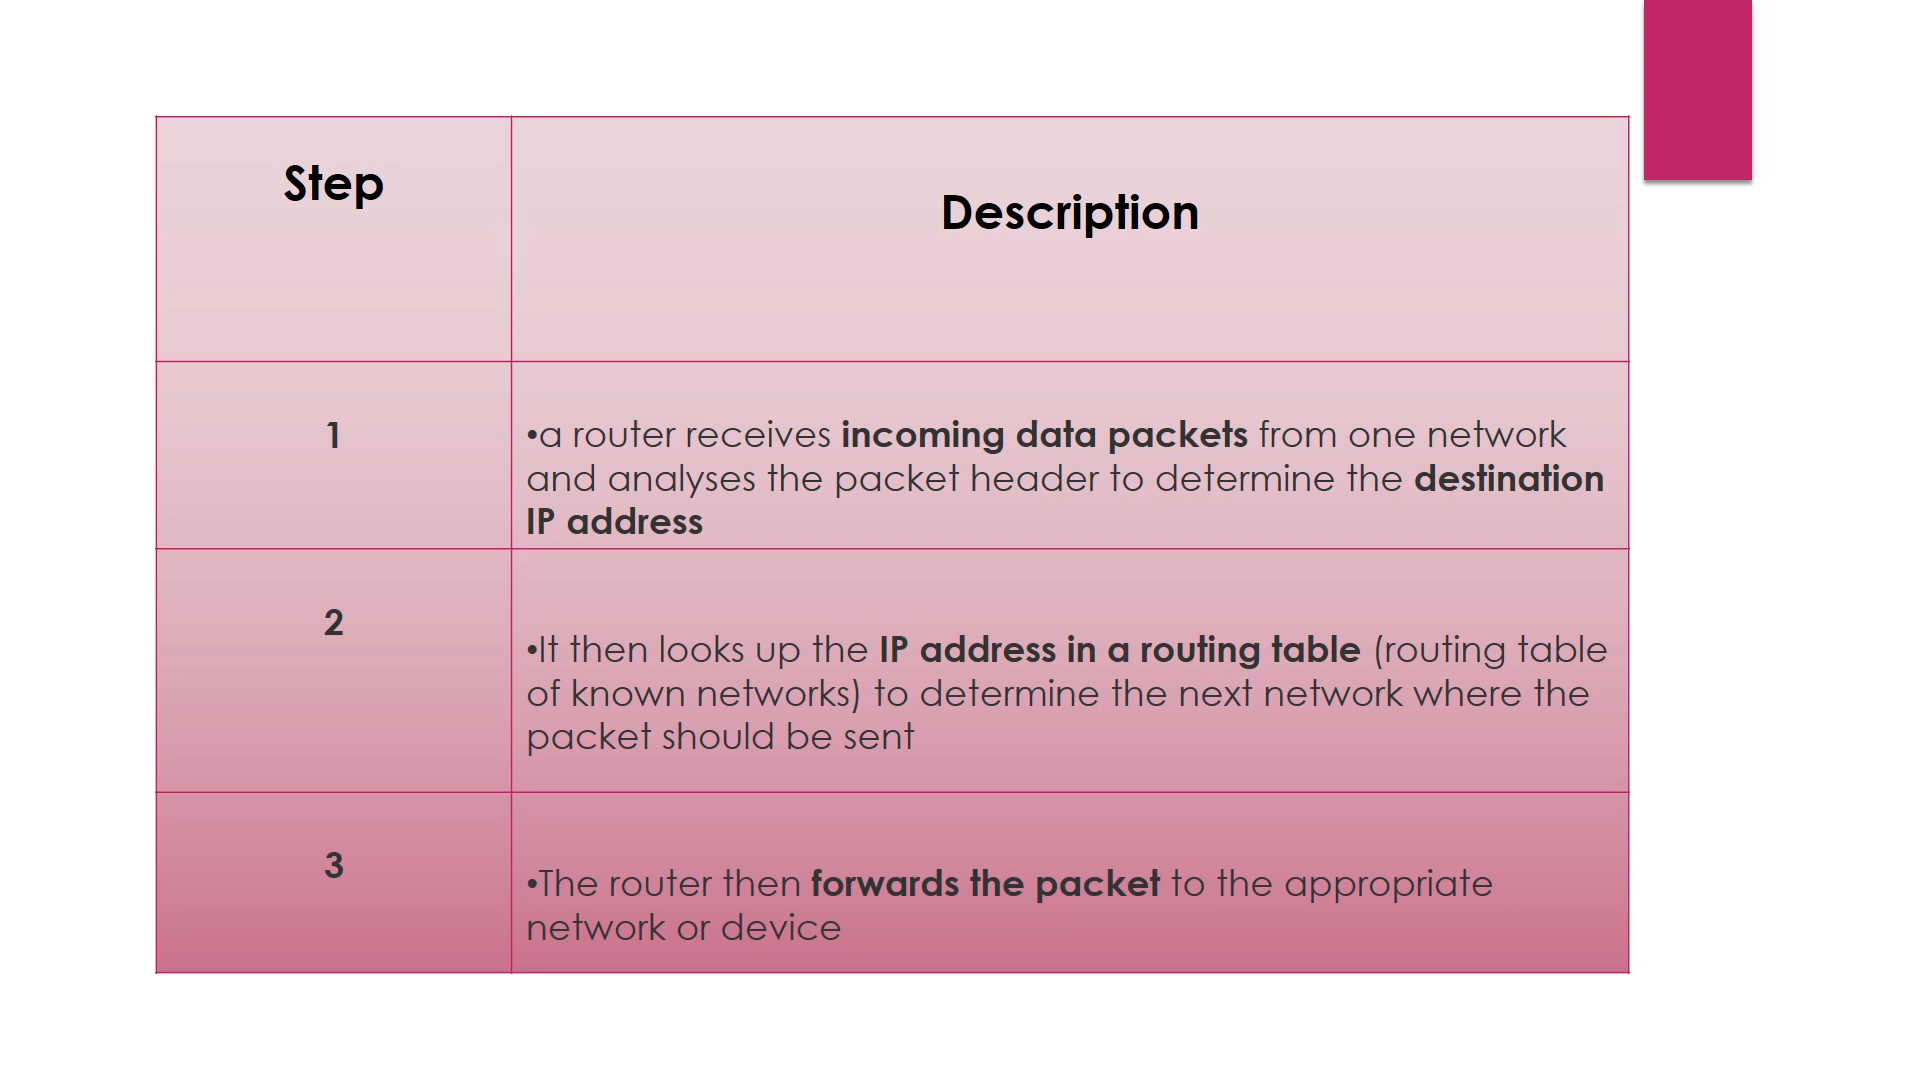 Step
Description
1
•a router receives incoming data packets from one network
and analyses the packet header to determine the destination
IP address
2
•It then looks up the IP address in a routing table (routing table
of known networks) to determine the next network where the
packet should be sent
3
•The router then forwards the packet to the appropriate
network or device